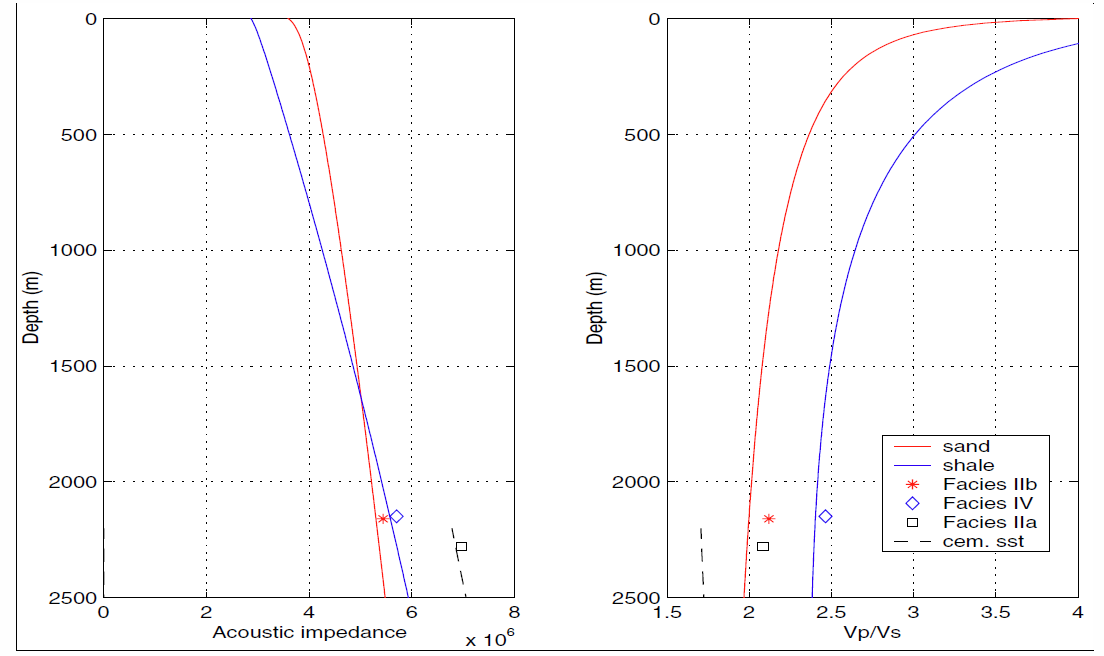 0
500
1000
1500
2000
2500
Depth (m)
0
2
4
6
8
Acoustic impedance
x 10^6
0
500
1000
1500
2000
2500
Depth (m)
1.5
2
2.5
3
3.5
4
Vp/Vs
sand
shale
Facies IIb
Facies IV
Facies IIa
cem. sst